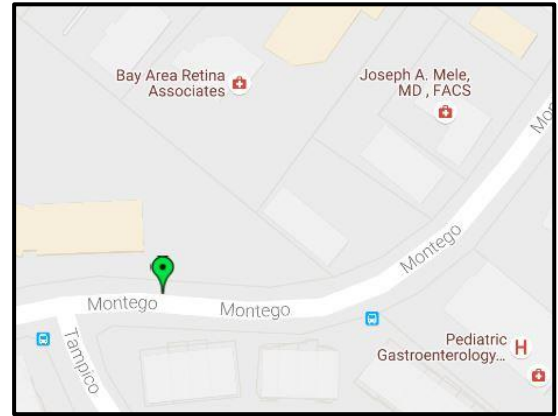 Bay Area Retina
Associates
Joseph A. Mele,
MD , FACS
Montego
Montego
Montego
Tampico
Pediatric
Gastroenterology...
H